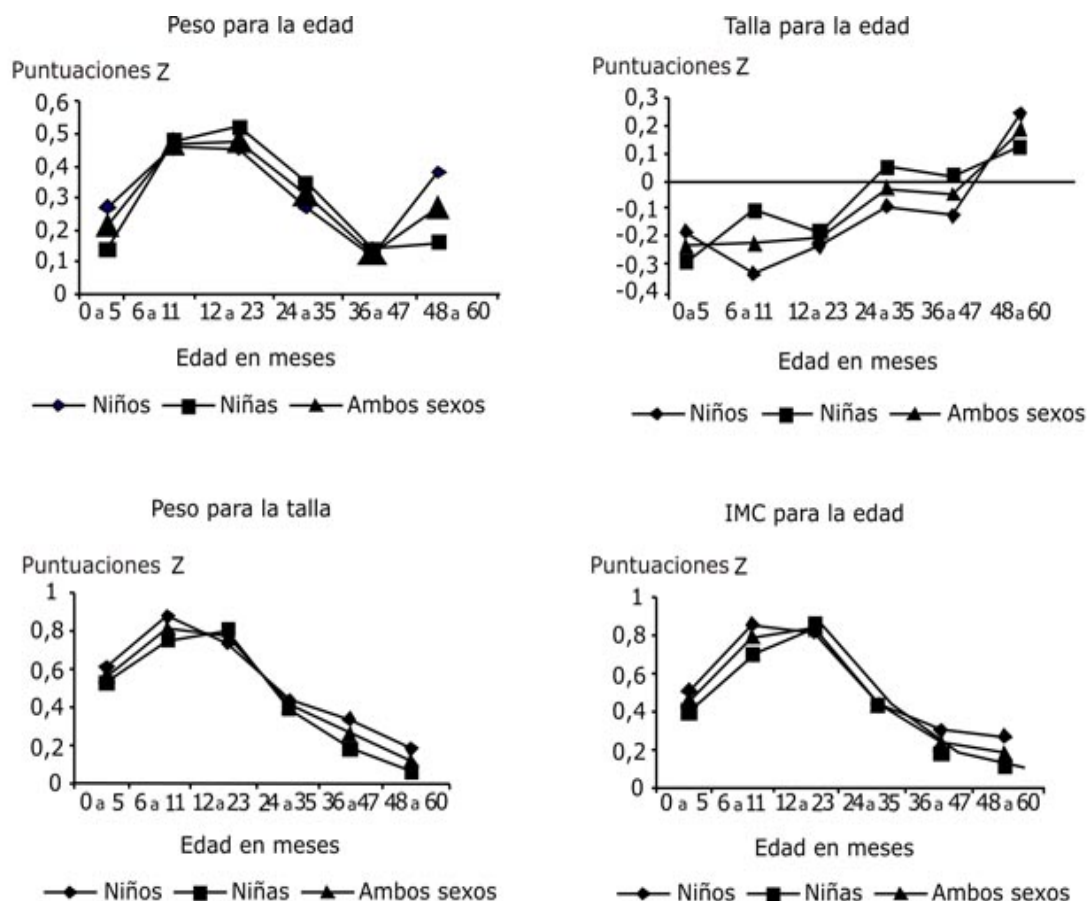 Peso para la edad
Puntuaciones Z
0,6
0,5
0,4
0,3
0,2
0,1
0
0 a 5 6 a 11 12 a 23 24 a 35 36 a 47 48 a 60
Edad en meses
Niños Niñas Ambos sexos
Talla para la edad
Puntuaciones Z
0,3
0,2
0,1
0
-0,1
-0,2
-0,3
-0,4
0 a 5 6 a 11 12 a 23 24 a 35 36 a 47 48 a 60
Edad en meses
Niños Niñas Ambos sexos
Peso para la talla
Puntuaciones Z
1
0,8
0,6
0,4
0,2
0
0 a 5 6 a 11 12 a 23 24 a 35 36 a 47 48 a 60
Edad en meses
Niños Niñas Ambos sexos
IMC para la edad
Puntuaciones Z
1
0,8
0,6
0,4
0,2
0
0 a 5 6 a 11 12 a 23 24 a 35 36 a 47 48 a 60
Edad en meses
Niños Niñas Ambos sexos